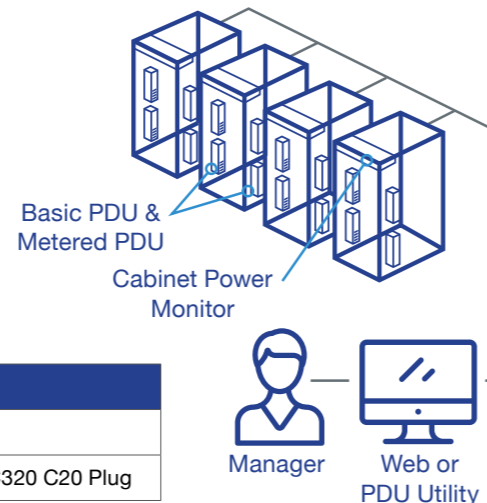 Basic PDU &
Metered PDU
Cabinet Power
Monitor
320 C20 Plug
Manager
Web or
PDU Utility